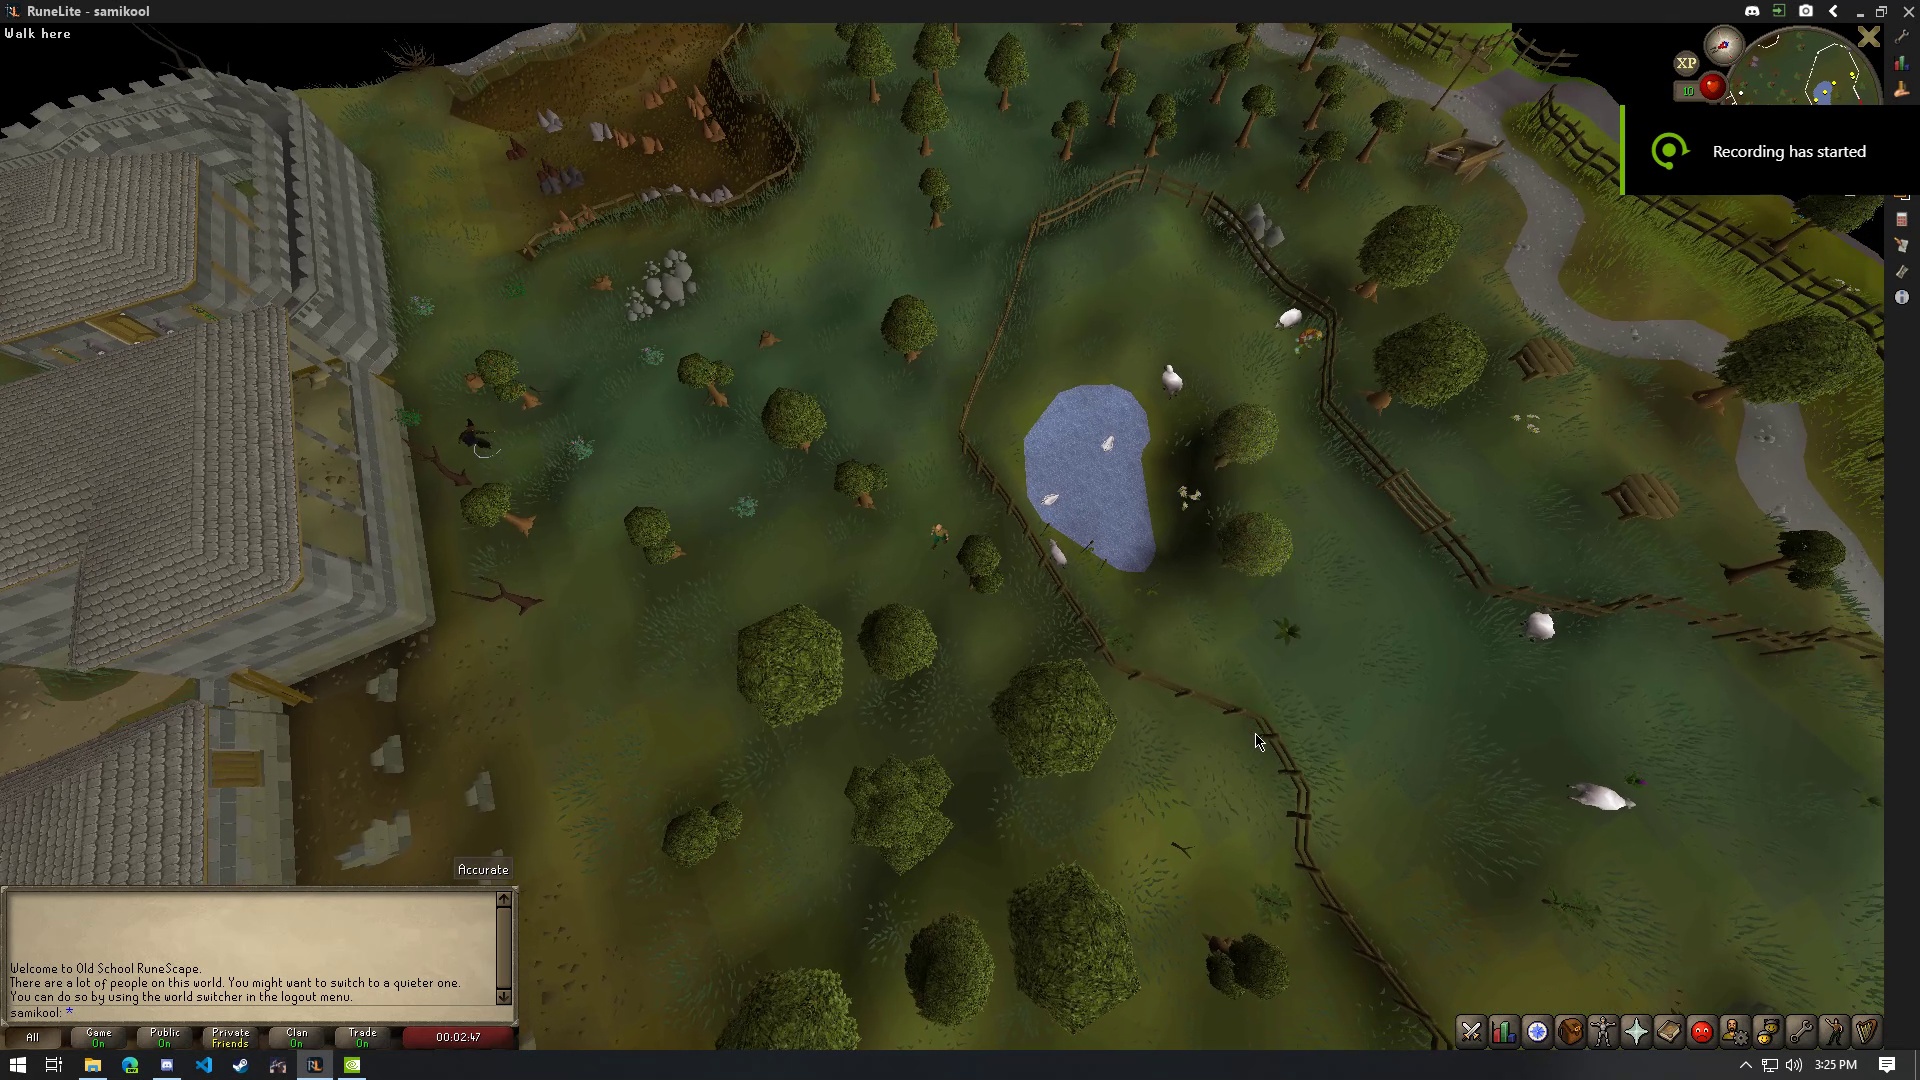 RuneLite - samikool
Walk here
XP
10
Recording has started
Accurate
Welcome to Old School RuneScape.
There are a lot of people on this world. You might want to switch to a quieter one.
You can do so by using the world switcher in the logout menu.
samikool: *
All
Game
On
Public
On
Private
Friends
Clan
On
Trade
On
00:02:47
3:25 PM